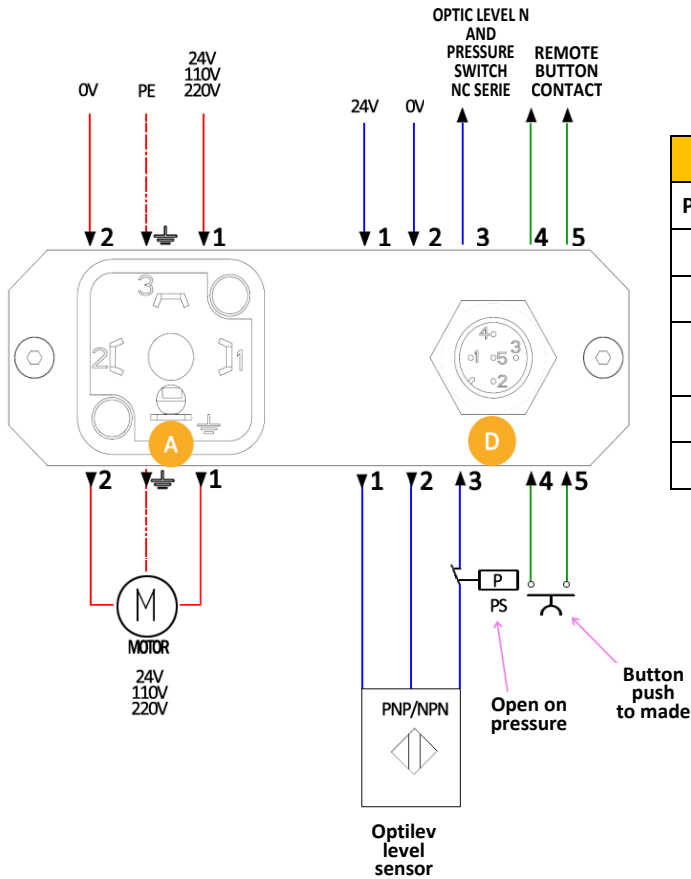 OPTIC LEVEL N
AND
PRESSURE
SWITCH
NC SERIE
REMOTE
BUTTON
CONTACT
24V
110V
220V
0V
PE
24V
0V
2
1
1
2
3
4
5
3
2
1
4
3
1
5
2
A
D
2
1
1
2
3
4
5
M
MOTOR
24V
110V
220V
P
PS
PNP/NPN
Open on
pressure
Button
push
to made
Optilev
level
sensor
P